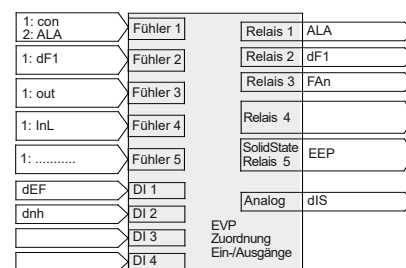 1: con
2: ALA
Fühler 1
1: dF1
Fühler 2
1: out
Fühler 3
1: InL
Fühler 4
1: ...........
Fühler 5
dEF
DI 1
dnh
DI 2
DI 3
DI 4
Relais 1
ALA
Relais 2
dF1
Relais 3
FAn
Relais 4
SolidState
Relais 5
EEP
Analog
dIS
EVP
Zuordnung
Ein-/Ausgänge